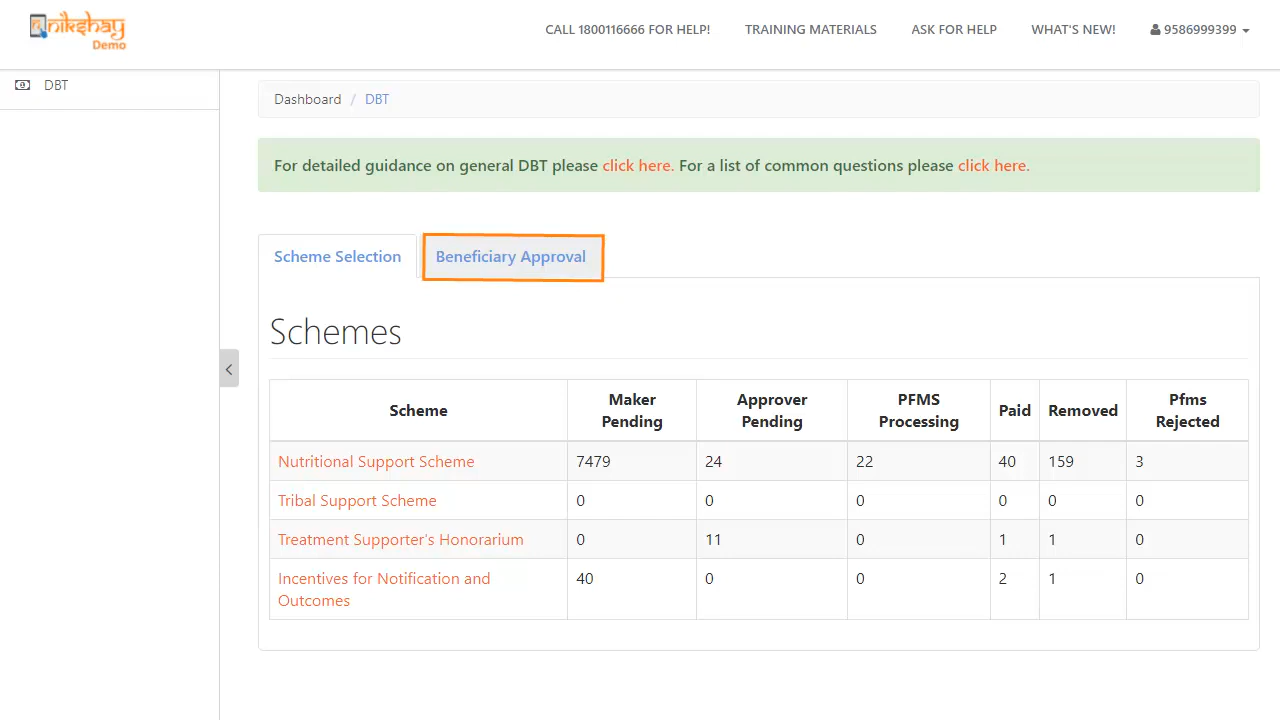 nikshay
Demo
CALL 1800116666 FOR HELP! TRAINING MATERIALS ASK FOR HELP WHAT'S NEW! 9586999399
DBT
Dashboard / DBT
For detailed guidance on general DBT please click here. For a list of common questions please click here.
Scheme Selection Beneficiary Approval
Schemes
Scheme Maker Pending Approver Pending PFMS Processing Paid Removed Pfms Rejected
Nutritional Support Scheme 7479 24 22 40 159 3
Tribal Support Scheme 0 0 0 0 0 0
Treatment Supporter's Honorarium 0 11 0 1 1 0
Incentives for Notification and 40 0 0 2 1 0
Outcomes